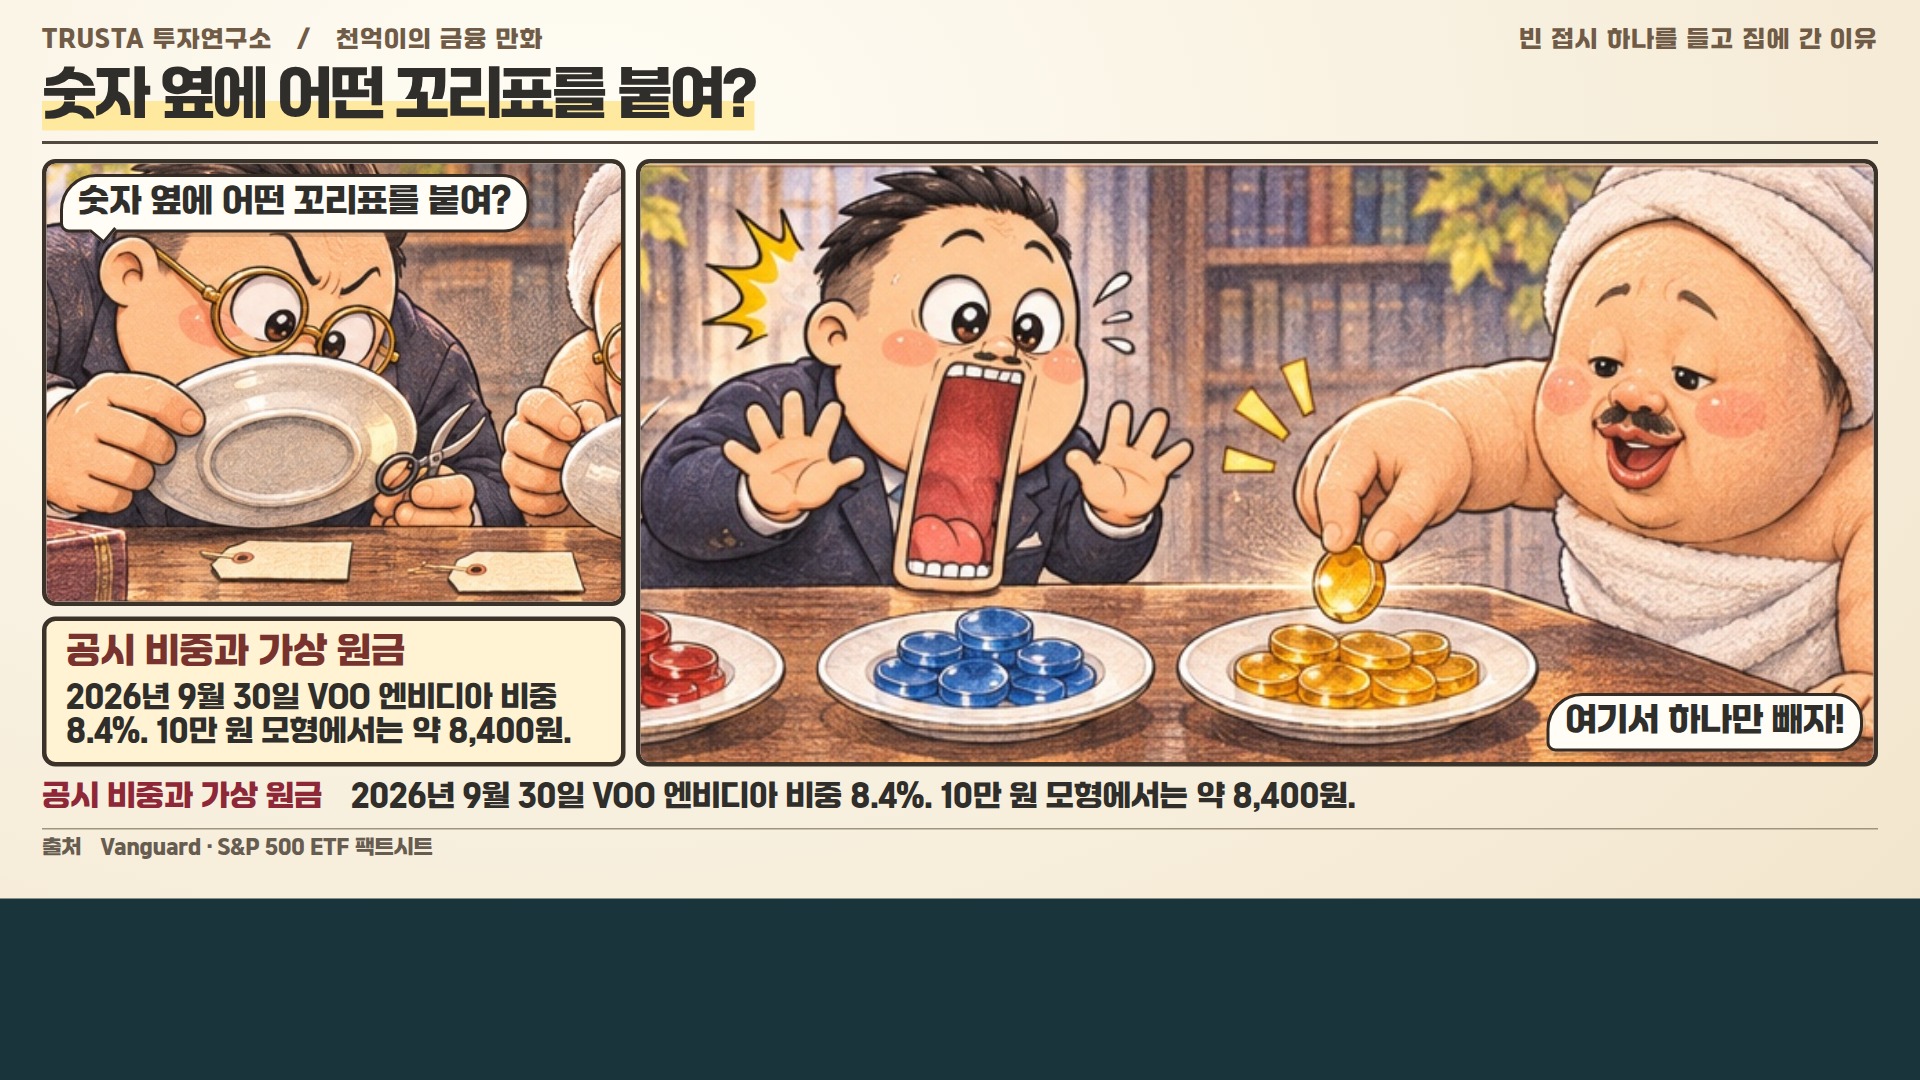 TRUSTA 투자연구소 / 천억이의 금융 만화
빈 접시 하나를 들고 집에 간 이유
숫자 옆에 어떤 꼬리표를 붙여?
숫자 옆에 어떤 꼬리표를 붙여?
여기서 하나만 빼자!
공시 비중과 가상 원금
2026년 9월 30일 VOO 엔비디아 비중
8.4%. 10만 원 모형에서는 약 8,400원.
공시 비중과 가상 원금 2026년 9월 30일 VOO 엔비디아 비중 8.4%. 10만 원 모형에서는 약 8,400원.
출처 Vanguard · S&P 500 ETF 팩트시트